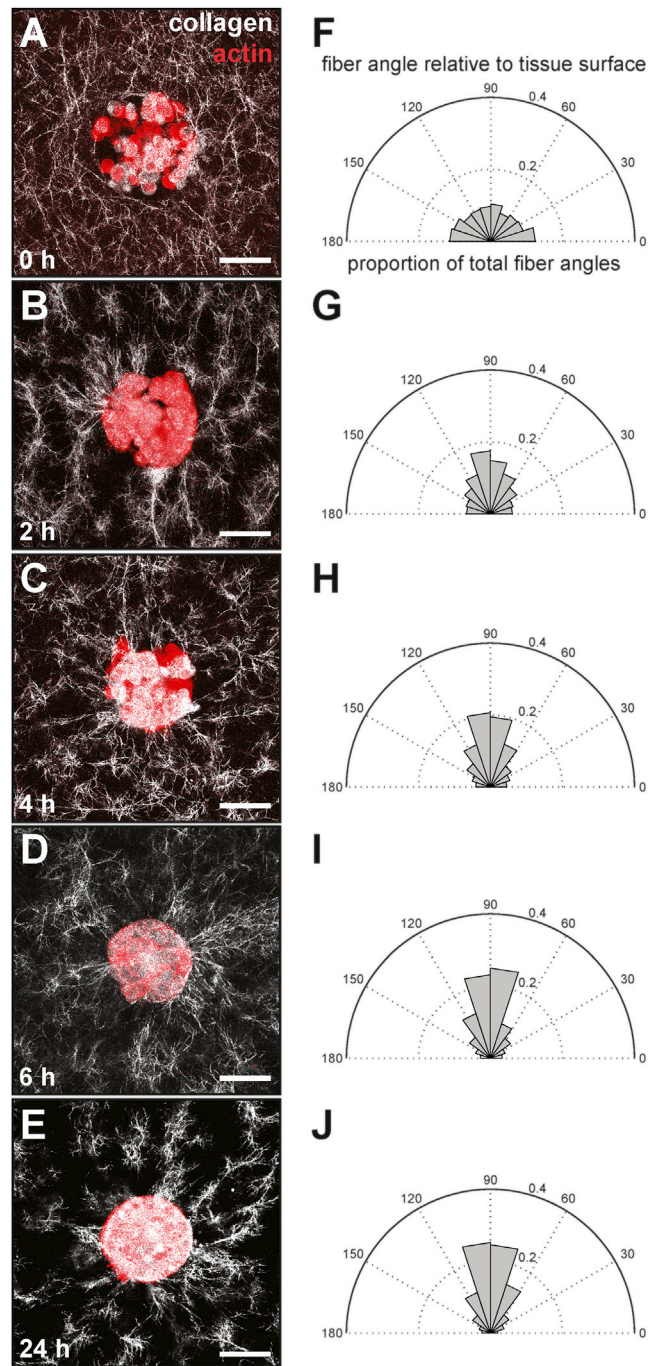 A
collagen
actin
0 h
F
fiber angle relative to tissue surface
90
120
0.4
60
150
0.2
30
180
0
proportion of total fiber angles
B
2 h
G
90
120
0.4
60
150
0.2
30
180
0
C
4 h
H
90
120
0.4
60
150
0.2
30
180
0
D
6 h
I
90
120
0.4
60
150
0.2
30
180
0
E
24 h
J
90
120
0.4
60
150
0.2
30
180
0